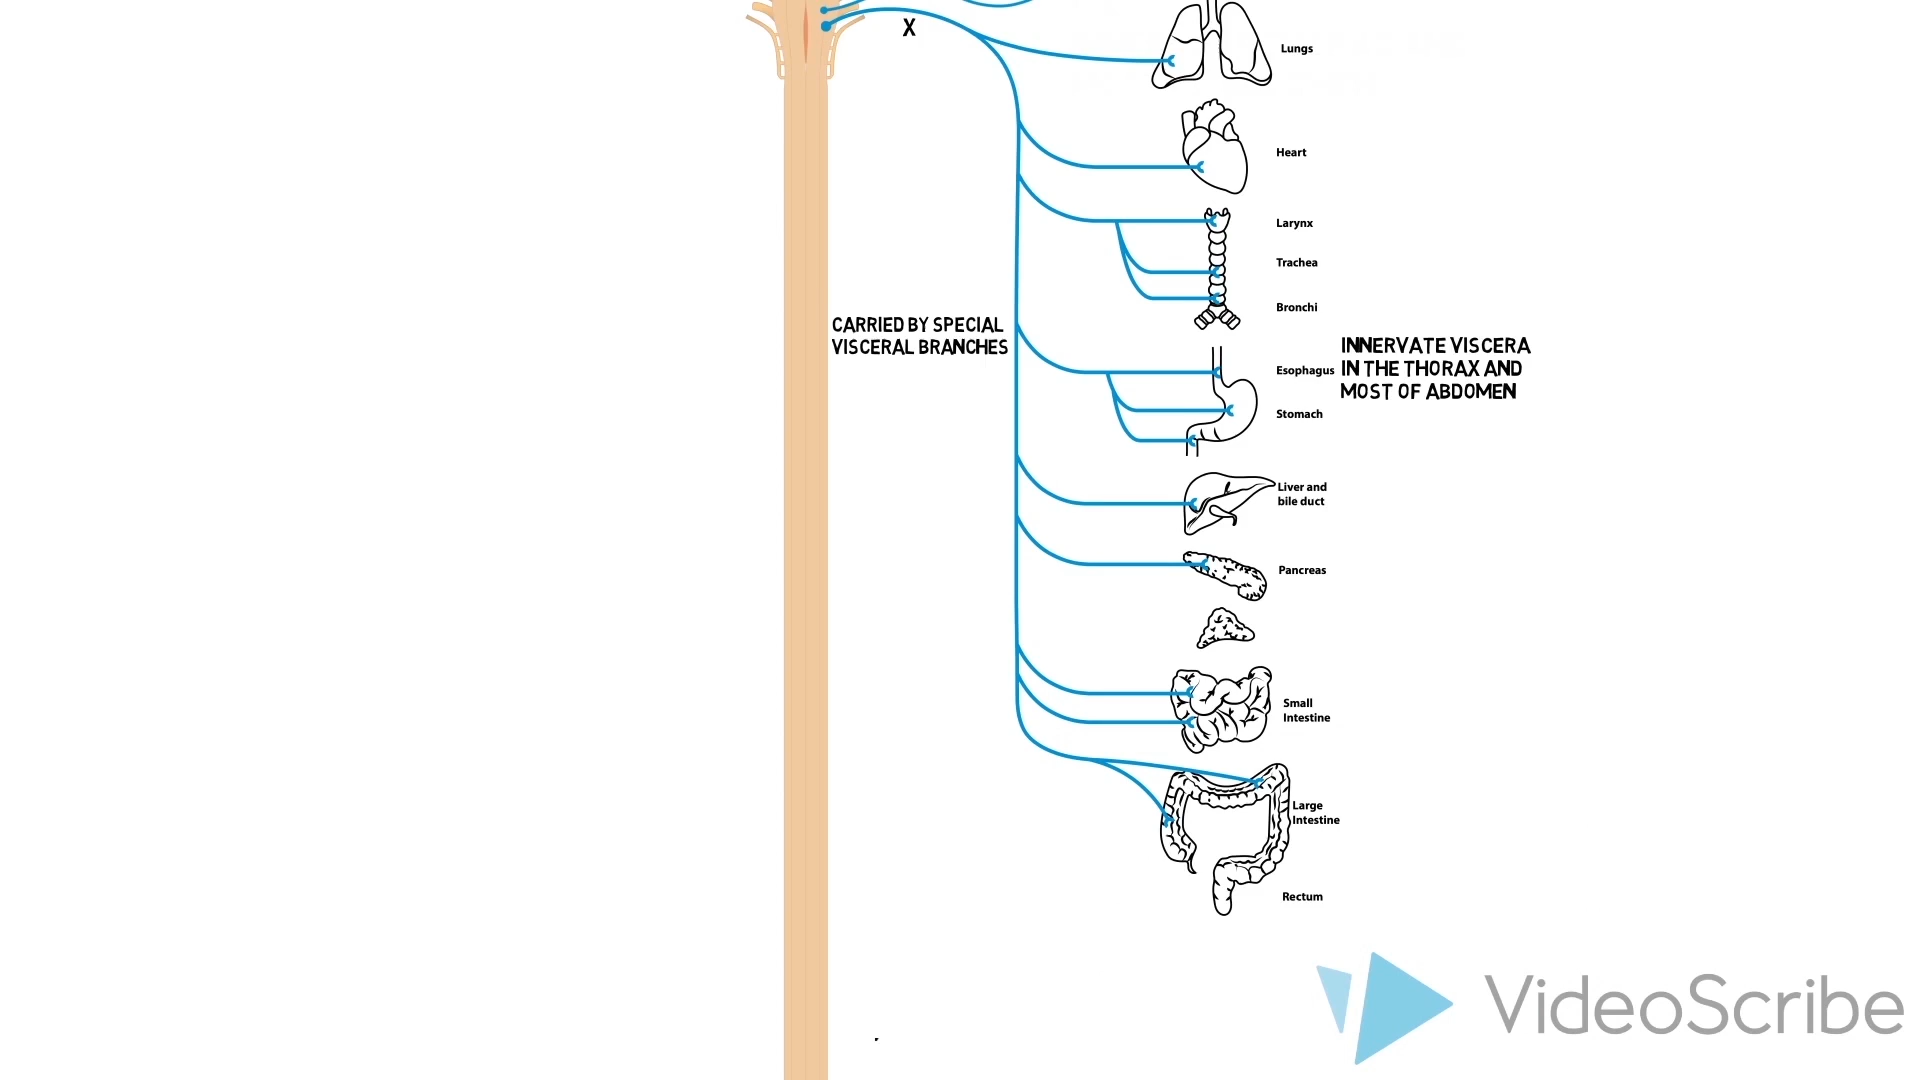 X
Lungs
Heart
Larynx
Trachea
Bronchi
CARRIED BY SPECIAL
VISCERAL BRANCHES
INNERVATE VISCERA
IN THE THORAX AND
MOST OF ABDOMEN
Esophagus
Stomach
Liver and
bile duct
Pancreas
Small
Intestine
Large
Intestine
Rectum
VideoScribe